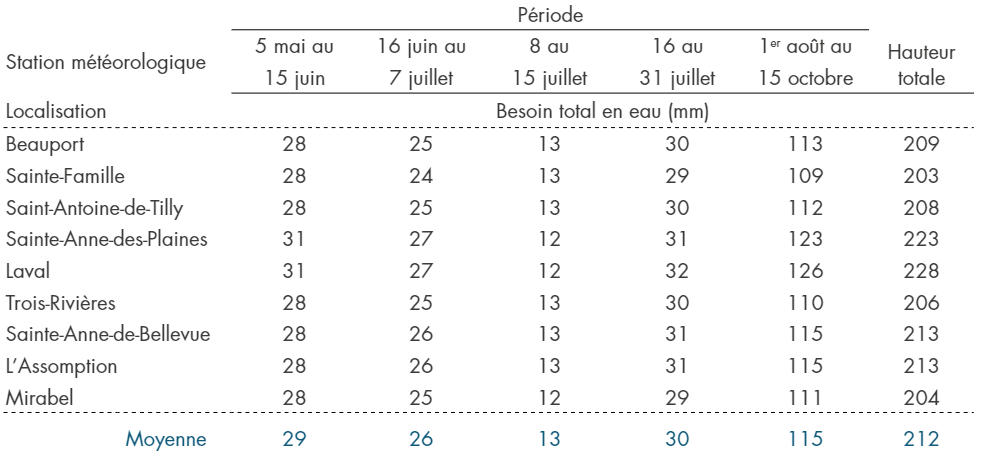 Période
Station météorologique 5 mai au 16 juin au 8 au 16 au 1er août au Hauteur
15 juin 7 juillet 15 juillet 31 juillet 15 octobre totale
Localisation Besoin total en eau (mm)
Beauport 28 25 13 30 113 209
Sainte-Famille 28 24 13 29 109 203
Saint-Antoine-de-Tilly 28 25 13 30 112 208
Sainte-Anne-des-Plaines 31 27 12 31 123 223
Laval 31 27 12 32 126 228
Trois-Rivières 28 25 13 30 110 206
Sainte-Anne-de-Bellevue 28 26 13 31 115 213
L'Assomption 28 26 13 31 115 213
Mirabel 28 25 12 29 111 204
Moyenne 29 26 13 30 115 212